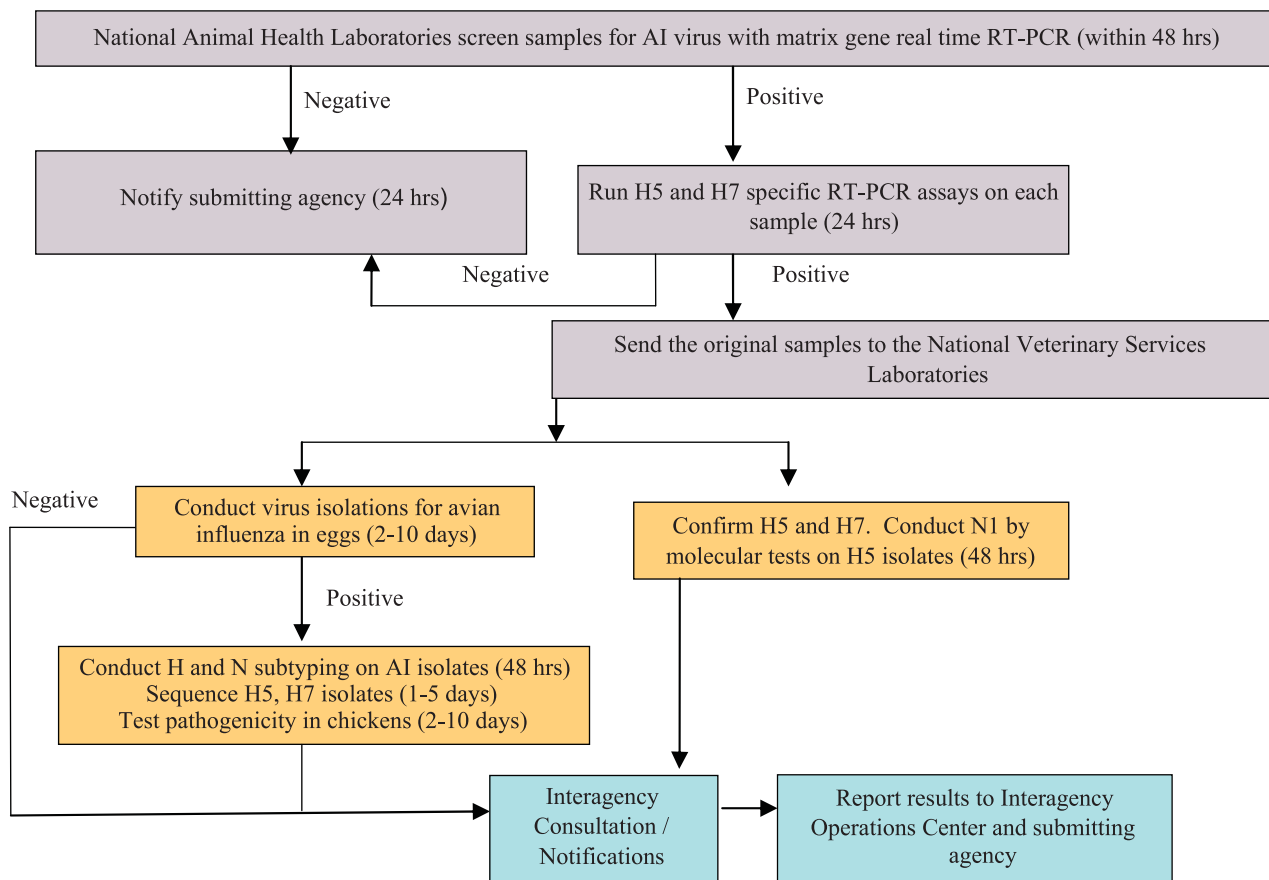 National Animal Health Laboratories screen samples for AI virus with matrix gene real time RT-PCR (within 48 hrs)
Negative
Positive
Notify submitting agency (24 hrs)
Run H5 and H7 specific RT-PCR assays on each
sample (24 hrs)
Negative
Positive
Send the original samples to the National Veterinary Services
Laboratories
Negative
Conduct virus isolations for avian
influenza in eggs (2-10 days)
Confirm H5 and H7.  Conduct N1 by
molecular tests on H5 isolates (48 hrs)
Positive
Conduct H and N subtyping on AI isolates (48 hrs)
Sequence H5, H7 isolates (1-5 days)
Test pathogenicity in chickens (2-10 days)
Interagency
Consultation /
Notifications
Report results to Interagency
Operations Center and submitting
agency